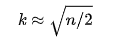 k ≈ √n/2